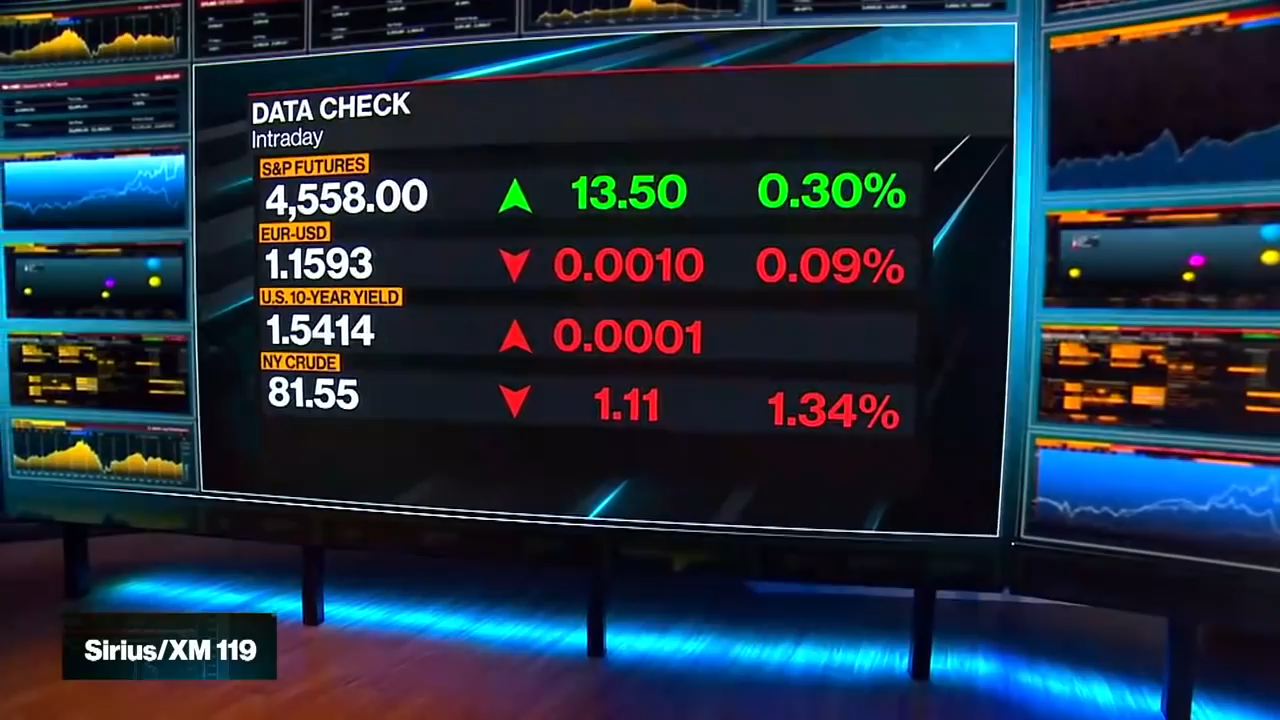 DATA CHECK
Intraday
S&P FUTURES
4,558.00 ▲ 13.50 0.30%
EUR-USD
1.1593 ▼ 0.0010 0.09%
U.S. 10-YEAR YIELD
1.5414 ▲ 0.0001
NY CRUDE
81.55 ▼ 1.11 1.34%
Sirius/XM 119